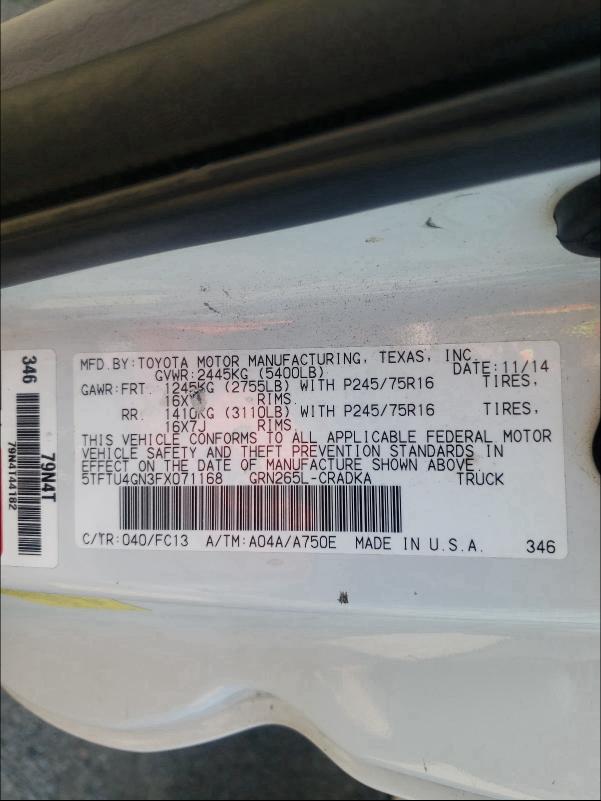 MFD. BY: TOYOTA MOTOR MANUFACTURING, TEXAS, INC.
GVWR: 2445KG (5400LB) DATE: 11/14
GAWR: FRT. 1245KG (2755LB) WITH P245/75R16 TIRES,
16X RIMS
RR. 1410KG (3110LB) WITH P245/75R16 TIRES,
16X7J RIMS
THIS VEHICLE CONFORMS TO ALL APPLICABLE FEDERAL MOTOR
VEHICLE SAFETY AND THEFT PREVENTION STANDARDS IN
EFFECT ON THE DATE OF MANUFACTURE SHOWN ABOVE
5TFTU4GN3FX071168 GRN265L-CRADKA TRUCK
C/TR: 040/FC13 A/TM: A04A/A750E MADE IN U.S.A. 346
346
79N4T
79N4T44182